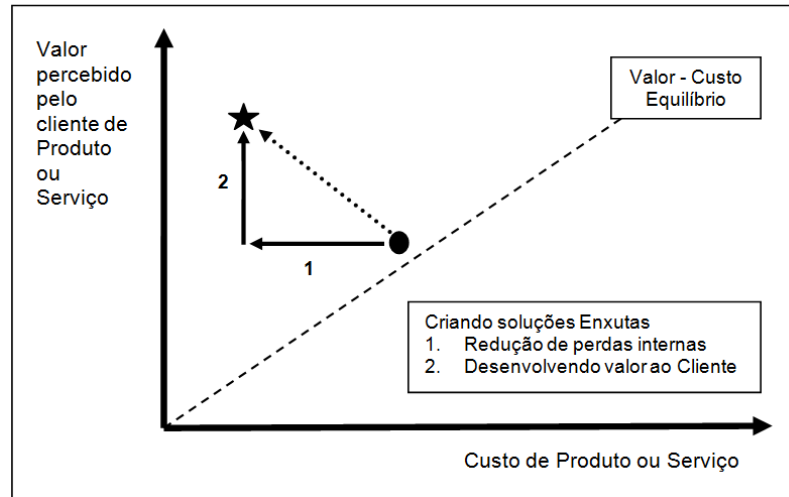 Valor
percebido
pelo
cliente de
Produto
ou
Serviço
Valor - Custo
Equilíbrio
2
1
Criando soluções Enxutas
1. Redução de perdas internas
2. Desenvolvendo valor ao Cliente
Custo de Produto ou Serviço